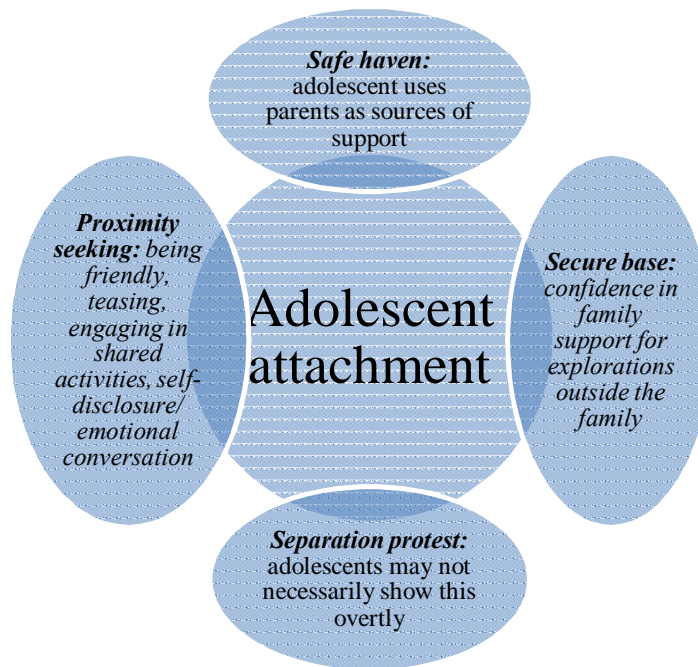 Safe haven:
adolescent uses
parents as sources of
support
Proximity
seeking: being
friendly,
teasing,
engaging in
shared
activities, self-
disclosure/
emotional
conversation
Adolescent
attachment
Secure base:
confidence in
family
support for
explorations
outside the
family
Separation protest:
adolescents may not
necessarily show this
overtly